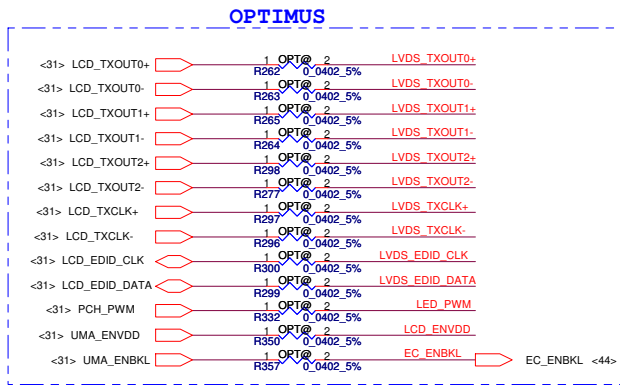 OPTIMUS
<31> LCD_TXOUT0+ 1 OPT@ 2 LVDS_TXOUT0+
R262 0_0402_5%
<31> LCD_TXOUT0- 1 OPT@ 2 LVDS_TXOUT0-
R263 0_0402_5%
<31> LCD_TXOUT1+ 1 OPT@ 2 LVDS_TXOUT1+
R265 0_0402_5%
<31> LCD_TXOUT1- 1 OPT@ 2 LVDS_TXOUT1-
R264 0_0402_5%
<31> LCD_TXOUT2+ 1 OPT@ 2 LVDS_TXOUT2+
R298 0_0402_5%
<31> LCD_TXOUT2- 1 OPT@ 2 LVDS_TXOUT2-
R277 0_0402_5%
<31> LCD_TXCLK+ 1 OPT@ 2 LVDS_TXCLK+
R297 0_0402_5%
<31> LCD_TXCLK- 1 OPT@ 2 LVDS_TXCLK-
R296 0_0402_5%
<31> LCD_EDID_CLK 1 OPT@ 2 LVDS_EDID_CLK
R300 0_0402_5%
<31> LCD_EDID_DATA 1 OPT@ 2 LVDS_EDID_DATA
R299 0_0402_5%
<31> PCH_PWM 1 OPT@ 2 LED_PWM
R332 0_0402_5%
<31> UMA_ENVDD 1 OPT@ 2 LCD_ENVDD
R350 0_0402_5%
<31> UMA_ENBKL 1 OPT@ 2 EC_ENBKL EC_ENBKL <44>
R357 0_0402_5%